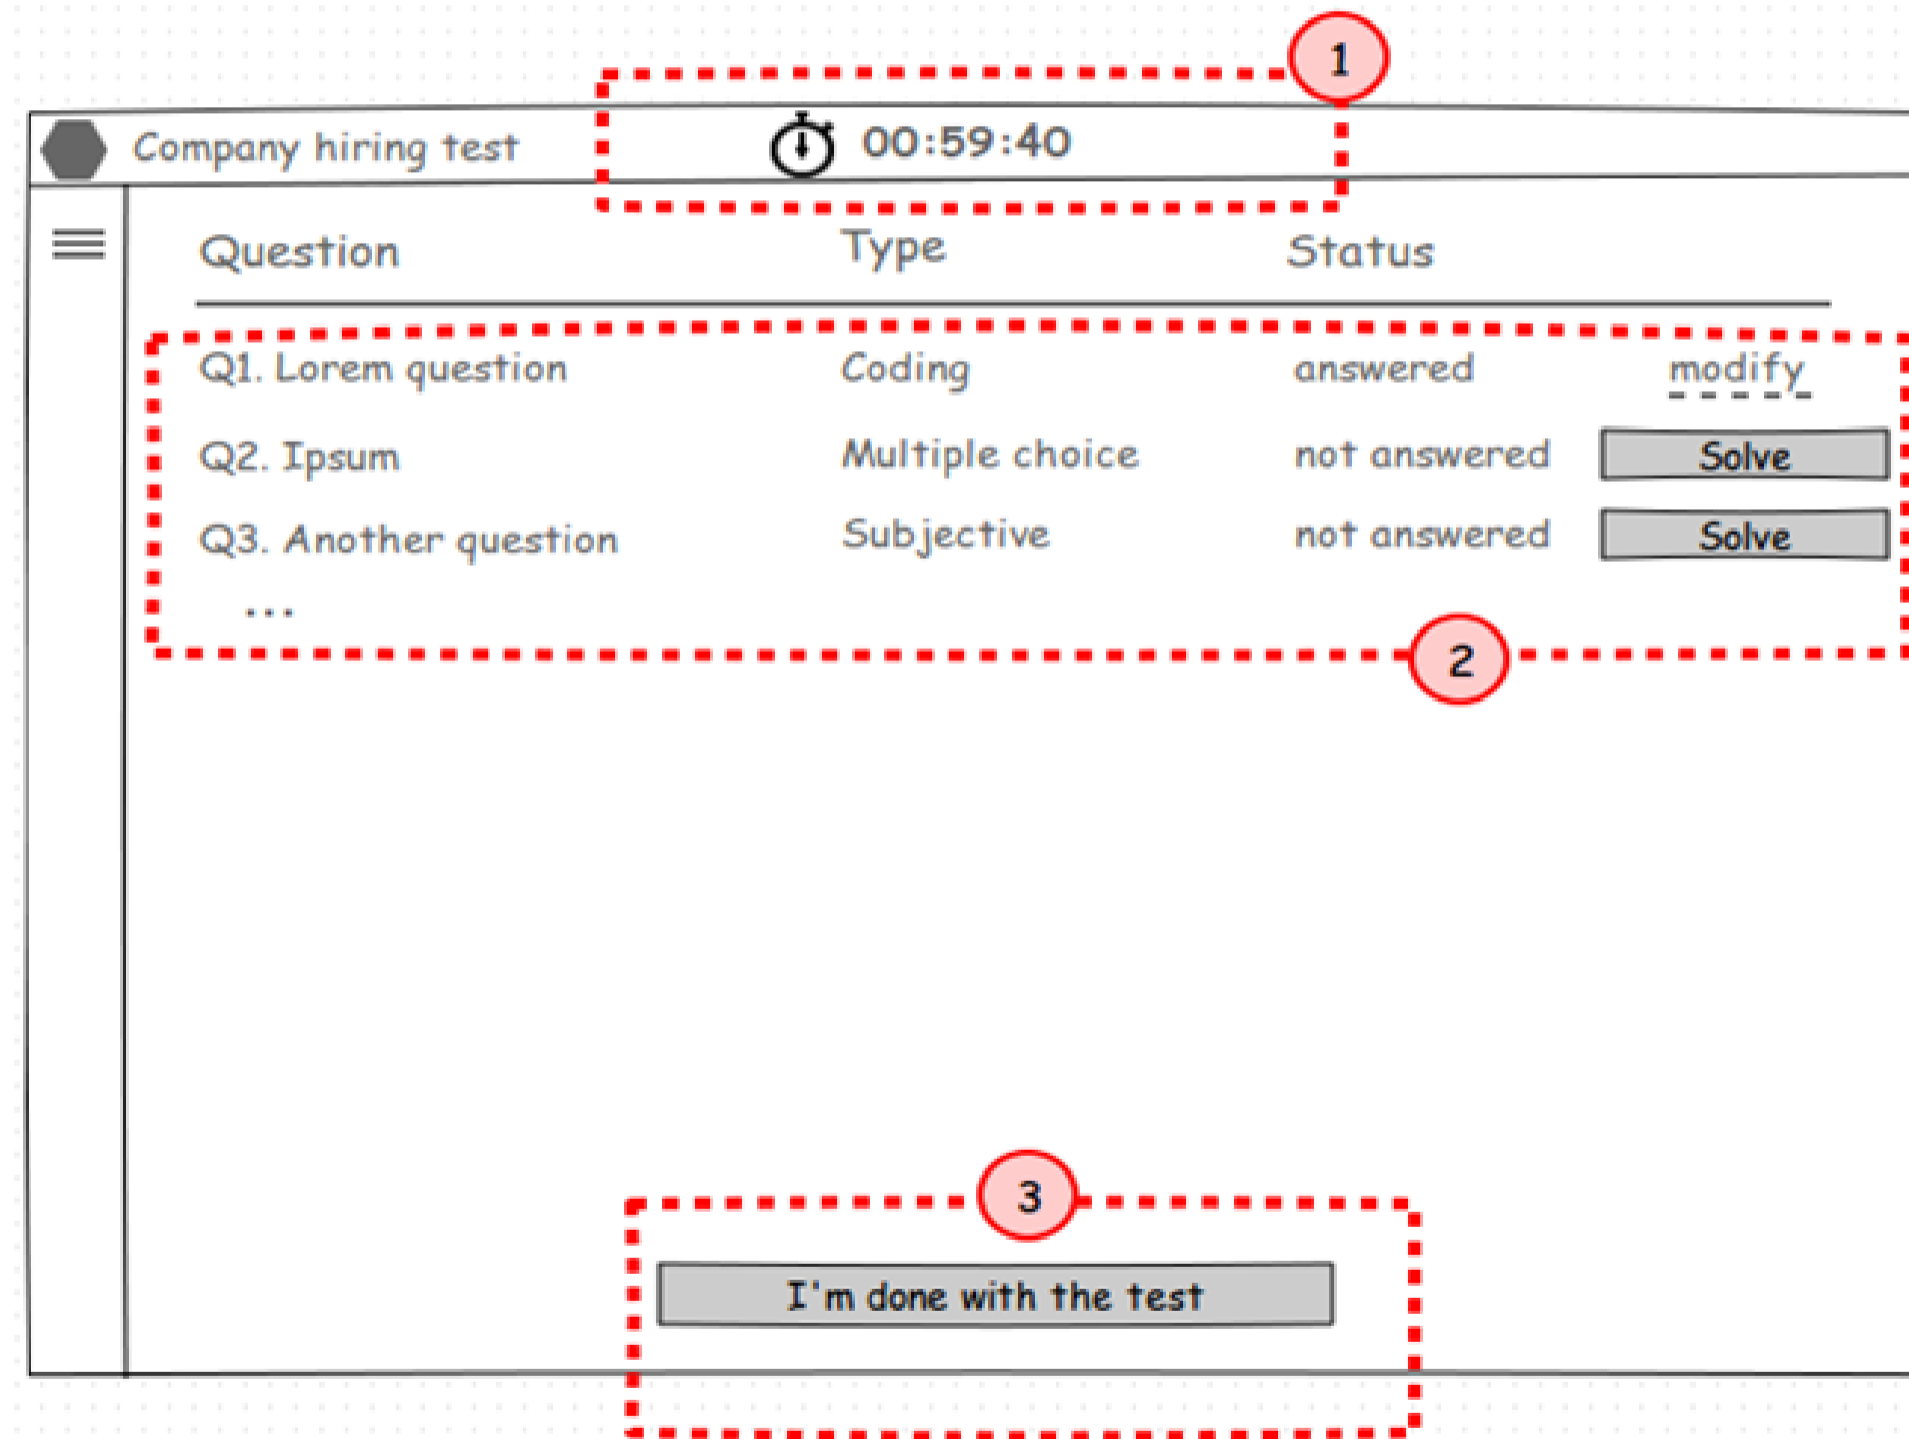 1
Company hiring test 00:59:40
Question Type Status
Q1. Lorem question Coding answered modify
Q2. Ipsum Multiple choice not answered Solve
Q3. Another question Subjective not answered Solve
...
2
3
I'm done with the test